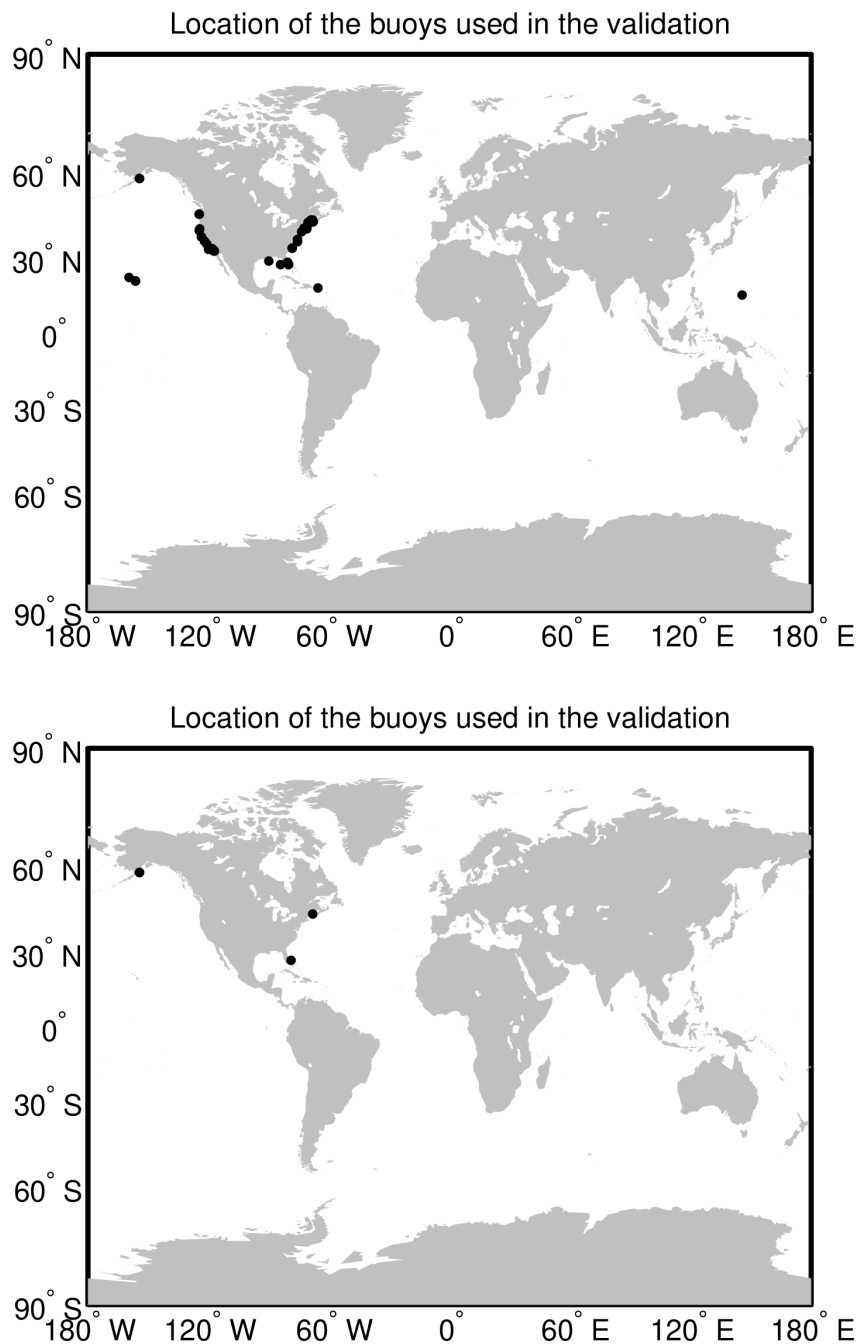 Location of the buoys used in the validation
90° N
60° N
30° N
0°
30° S
60° S
90° S
180° W 120° W 60° W 0° 60° E 120° E 180° E
Location of the buoys used in the validation
90° N
60° N
30° N
0°
30° S
60° S
90° S
180° W 120° W 60° W 0° 60° E 120° E 180° E